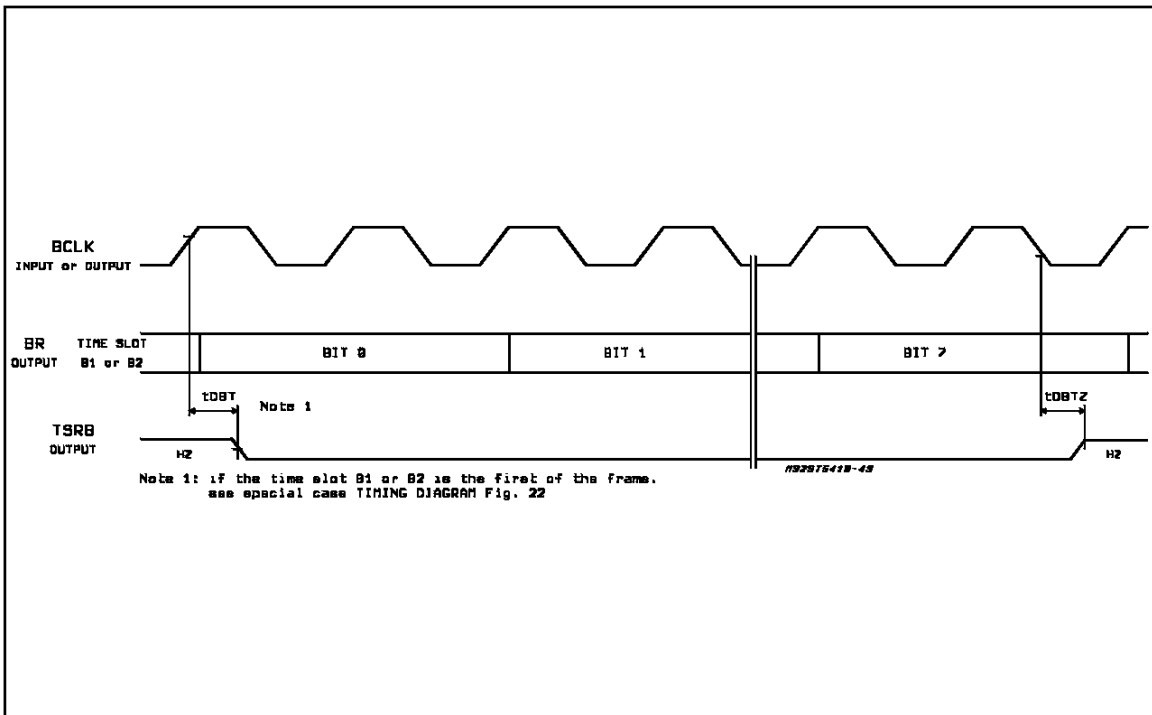 BCLK
INPUT or OUTPUT
BR TIME SLOT
OUTPUT B1 or B2
BIT 0
BIT 1
BIT 7
tDBT
Note 1
tDBTZ
TSRB
OUTPUT
HZ
HZ
Note 1: if the time slot B1 or B2 is the first of the frame.
see special case TIMING DIAGRAM Fig. 22